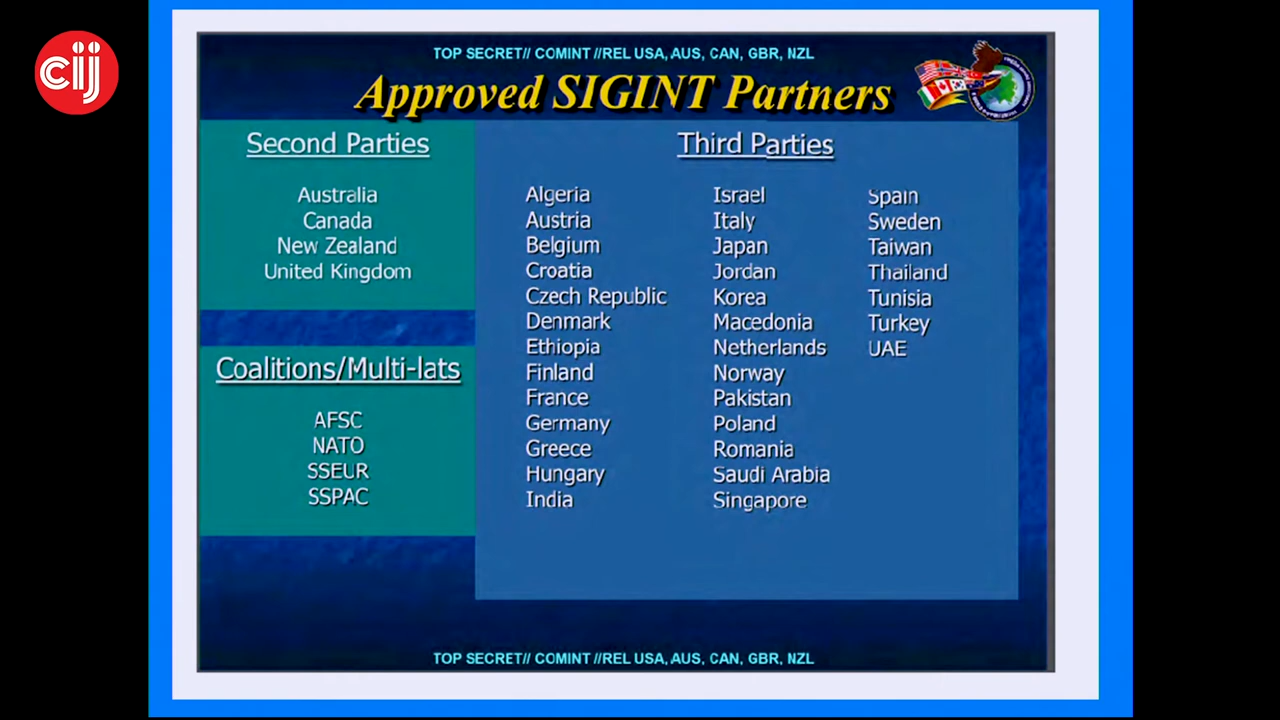 cij
TOP SECRET// COMINT //REL USA, AUS, CAN, GBR, NZL
Approved SIGINT Partners
Second Parties
Australia
Canada
New Zealand
United Kingdom
Coalitions/Multi-lats
AFSC
NATO
SSEUR
SSPAC
Third Parties
Algeria
Austria
Belgium
Croatia
Czech Republic
Denmark
Ethiopia
Finland
France
Germany
Greece
Hungary
India
Israel
Italy
Japan
Jordan
Korea
Macedonia
Netherlands
Norway
Pakistan
Poland
Romania
Saudi Arabia
Singapore
Spain
Sweden
Taiwan
Thailand
Tunisia
Turkey
UAE
TOP SECRET// COMINT //REL USA, AUS, CAN, GBR, NZL